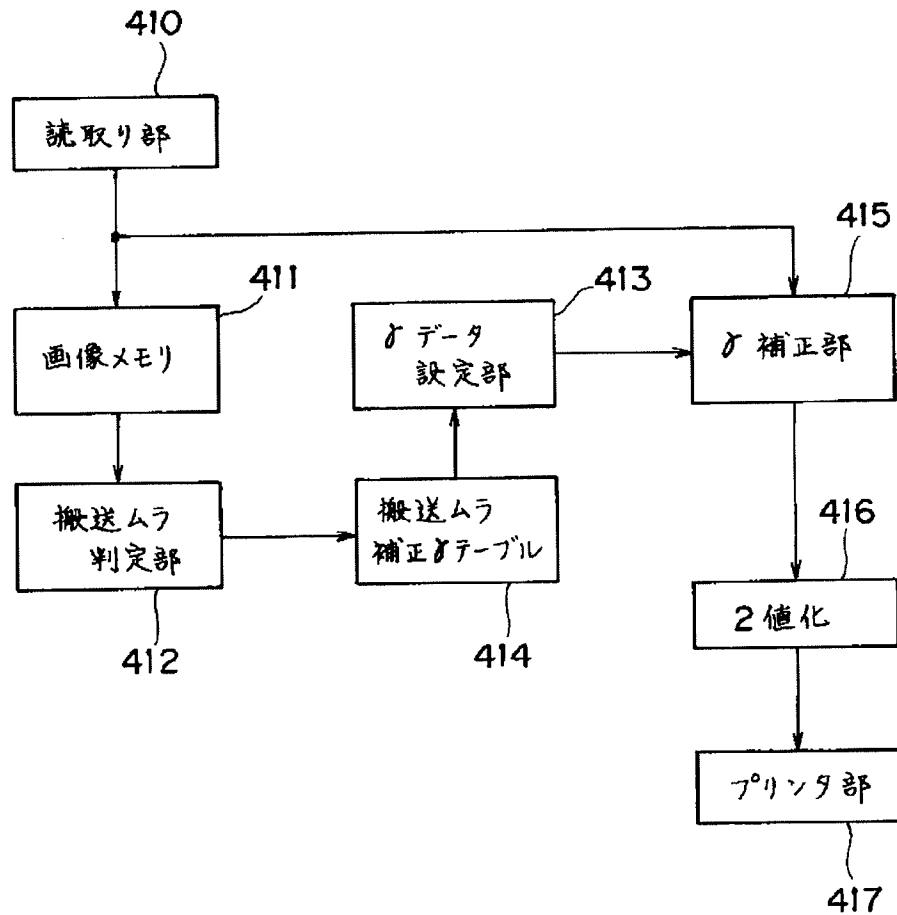 410
読取り部
415
411
413
画像メモリ
γ データ
設定部
γ 補正部
搬送ムラ
判定部
搬送ムラ
補正γテーブル
416
2値化
412
414
プリンタ部
417